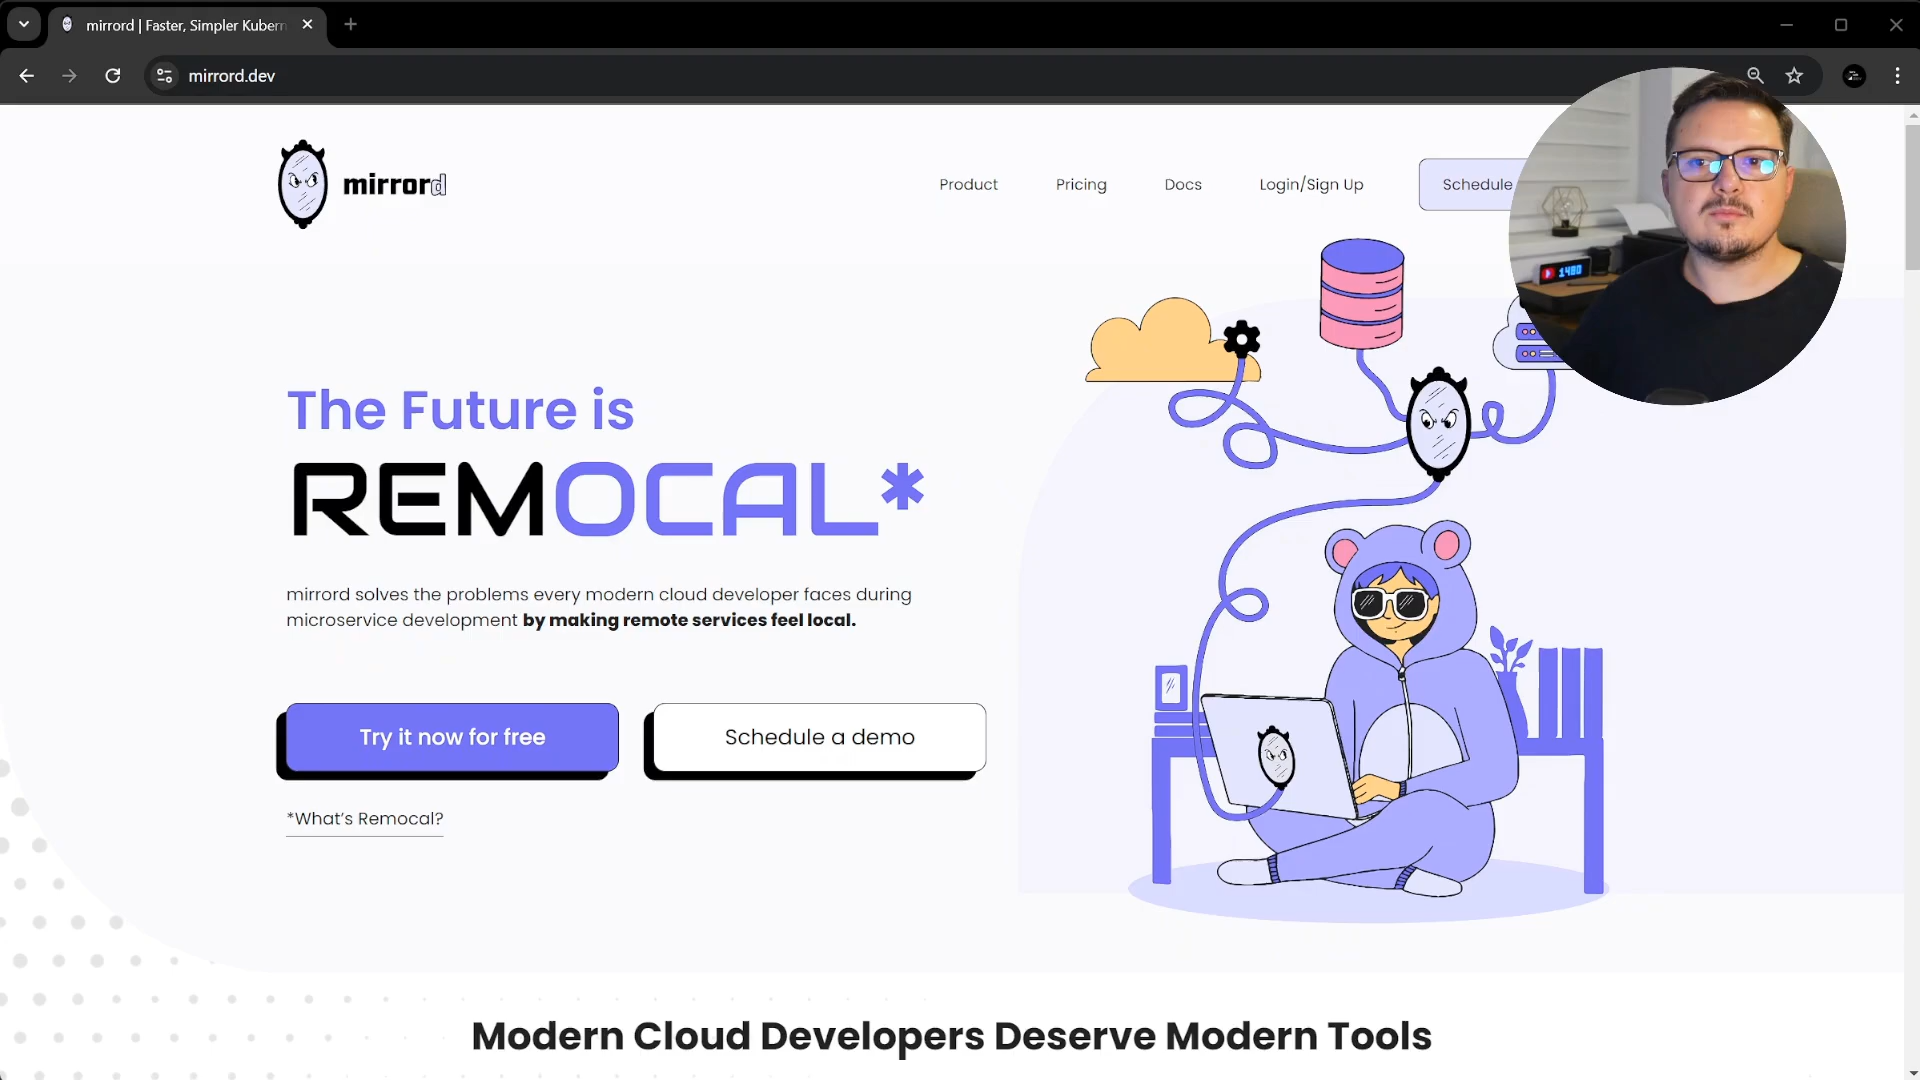 mirrord | Faster, Simpler Kubern
mirrord.dev
mirrord
Product
Pricing
Docs
Login/Sign Up
Schedule
1480
The Future is
REMOCAL*
mirrord solves the problems every modern cloud developer faces during
microservice development by making remote services feel local.
Try it now for free
Schedule a demo
*What's Remocal?
Modern Cloud Developers Deserve Modern Tools